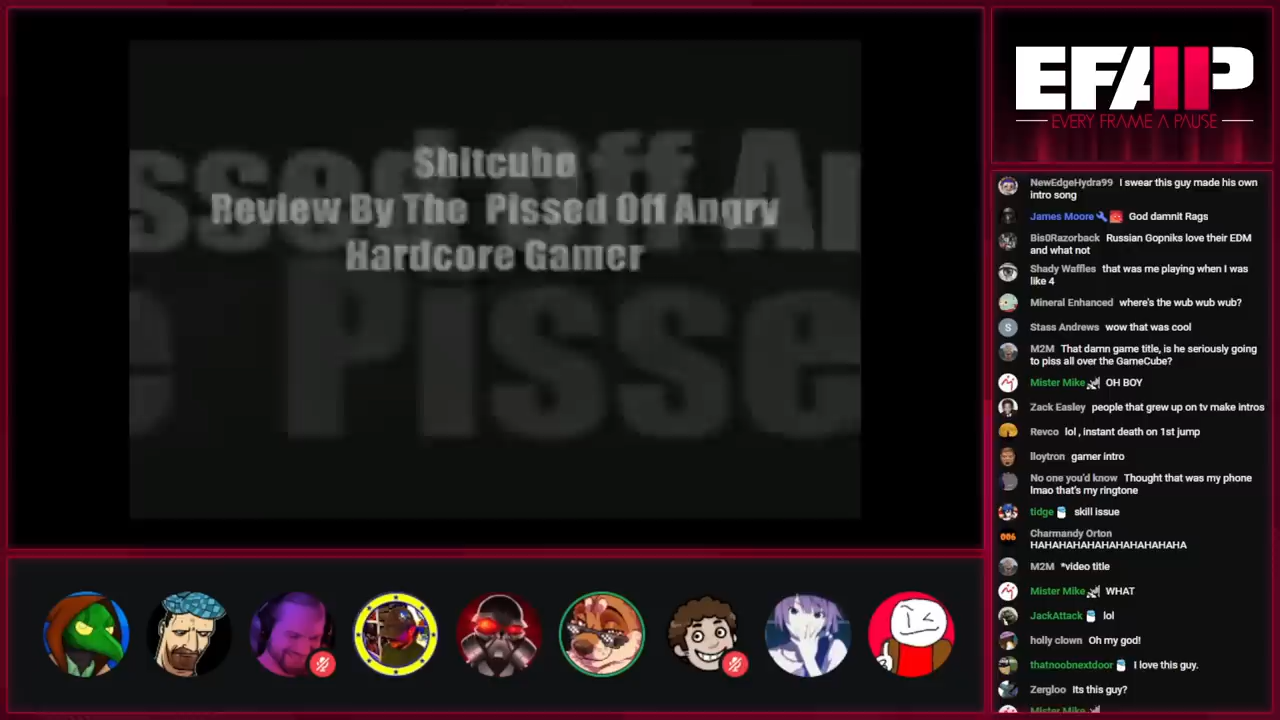 Shitcube
Review By The Pissed Off Angry
Hardcore Gamer
ssed Off An
e Pisse
EFAP
EVERY FRAME A PAUSE
NewEdgeHydra99 I swear this guy made his own
intro song
James Moore God damnit Rags
Bis0Razorback Russian Gopniks love their EDM
and what not
Shady Waffles that was me playing when I was
like 4
Mineral Enhanced where's the wub wub wub?
S
Stass Andrews wow that was cool
M2M That damn game title, is he seriously going
to piss all over the GameCube?
Mister Mike OH BOY
Zack Easley people that grew up on tv make intros
Revco lol , instant death on 1st jump
lloytron gamer intro
No one you'd know Thought that was my phone
lmao that's my ringtone
tidge skill issue
006
Charmandy Orton
HAHAHAHAHAHAHAHAHAHA
M2M *video title
Mister Mike WHAT
JackAttack lol
holly clown Oh my god!
thatnoobnextdoor I love this guy.
Zergloo Its this guy?
Mister Mike